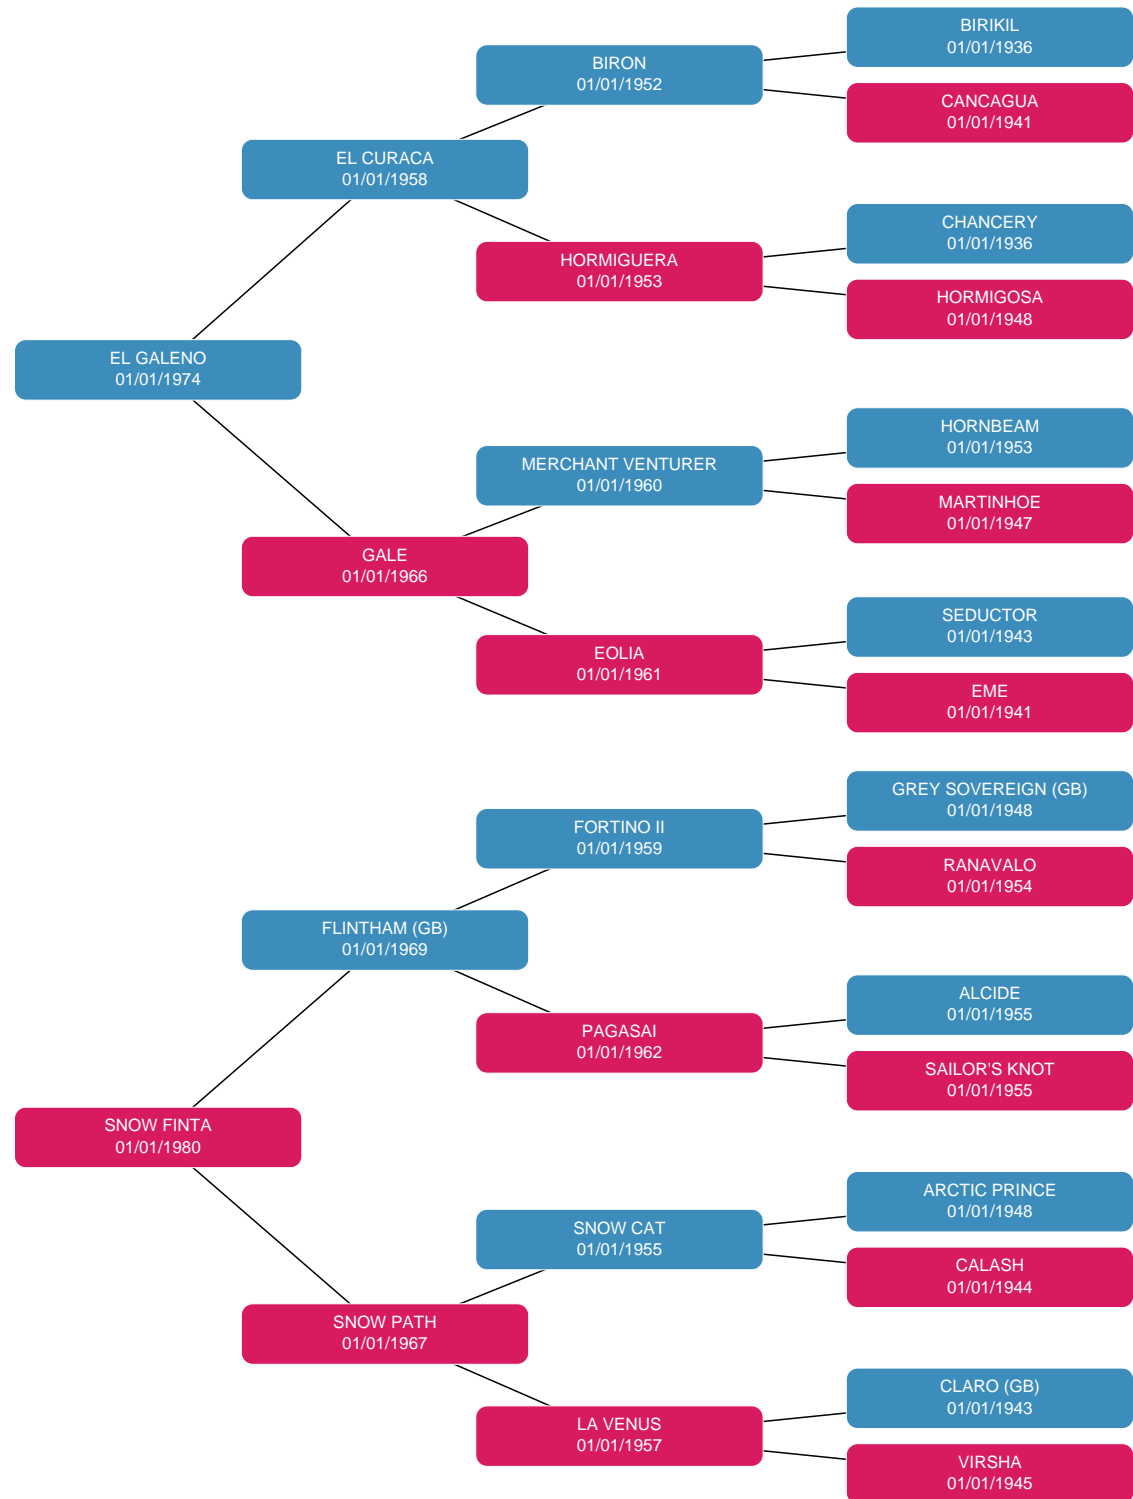 BIRIKIL
01/01/1936
BIRON
01/01/1952
CANCAGUA
01/01/1941
EL CURACA
01/01/1958
CHANCERY
01/01/1936
HORMIGUERA
01/01/1953
HORMIGOSA
01/01/1948
EL GALENO
01/01/1974
HORNBEAM
01/01/1953
MERCHANT VENTURER
01/01/1960
MARTINHOE
01/01/1947
GALE
01/01/1966
SEDUCTOR
01/01/1943
EOLIA
01/01/1961
EME
01/01/1941
GREY SOVEREIGN (GB)
01/01/1948
FORTINO II
01/01/1959
RANAVALO
01/01/1954
FLINTHAM (GB)
01/01/1969
ALCIDE
01/01/1955
PAGASAI
01/01/1962
SAILOR'S KNOT
01/01/1955
SNOW FINTA
01/01/1980
ARCTIC PRINCE
01/01/1948
SNOW CAT
01/01/1955
CALASH
01/01/1944
SNOW PATH
01/01/1967
CLARO (GB)
01/01/1943
LA VENUS
01/01/1957
VIRSHA
01/01/1945